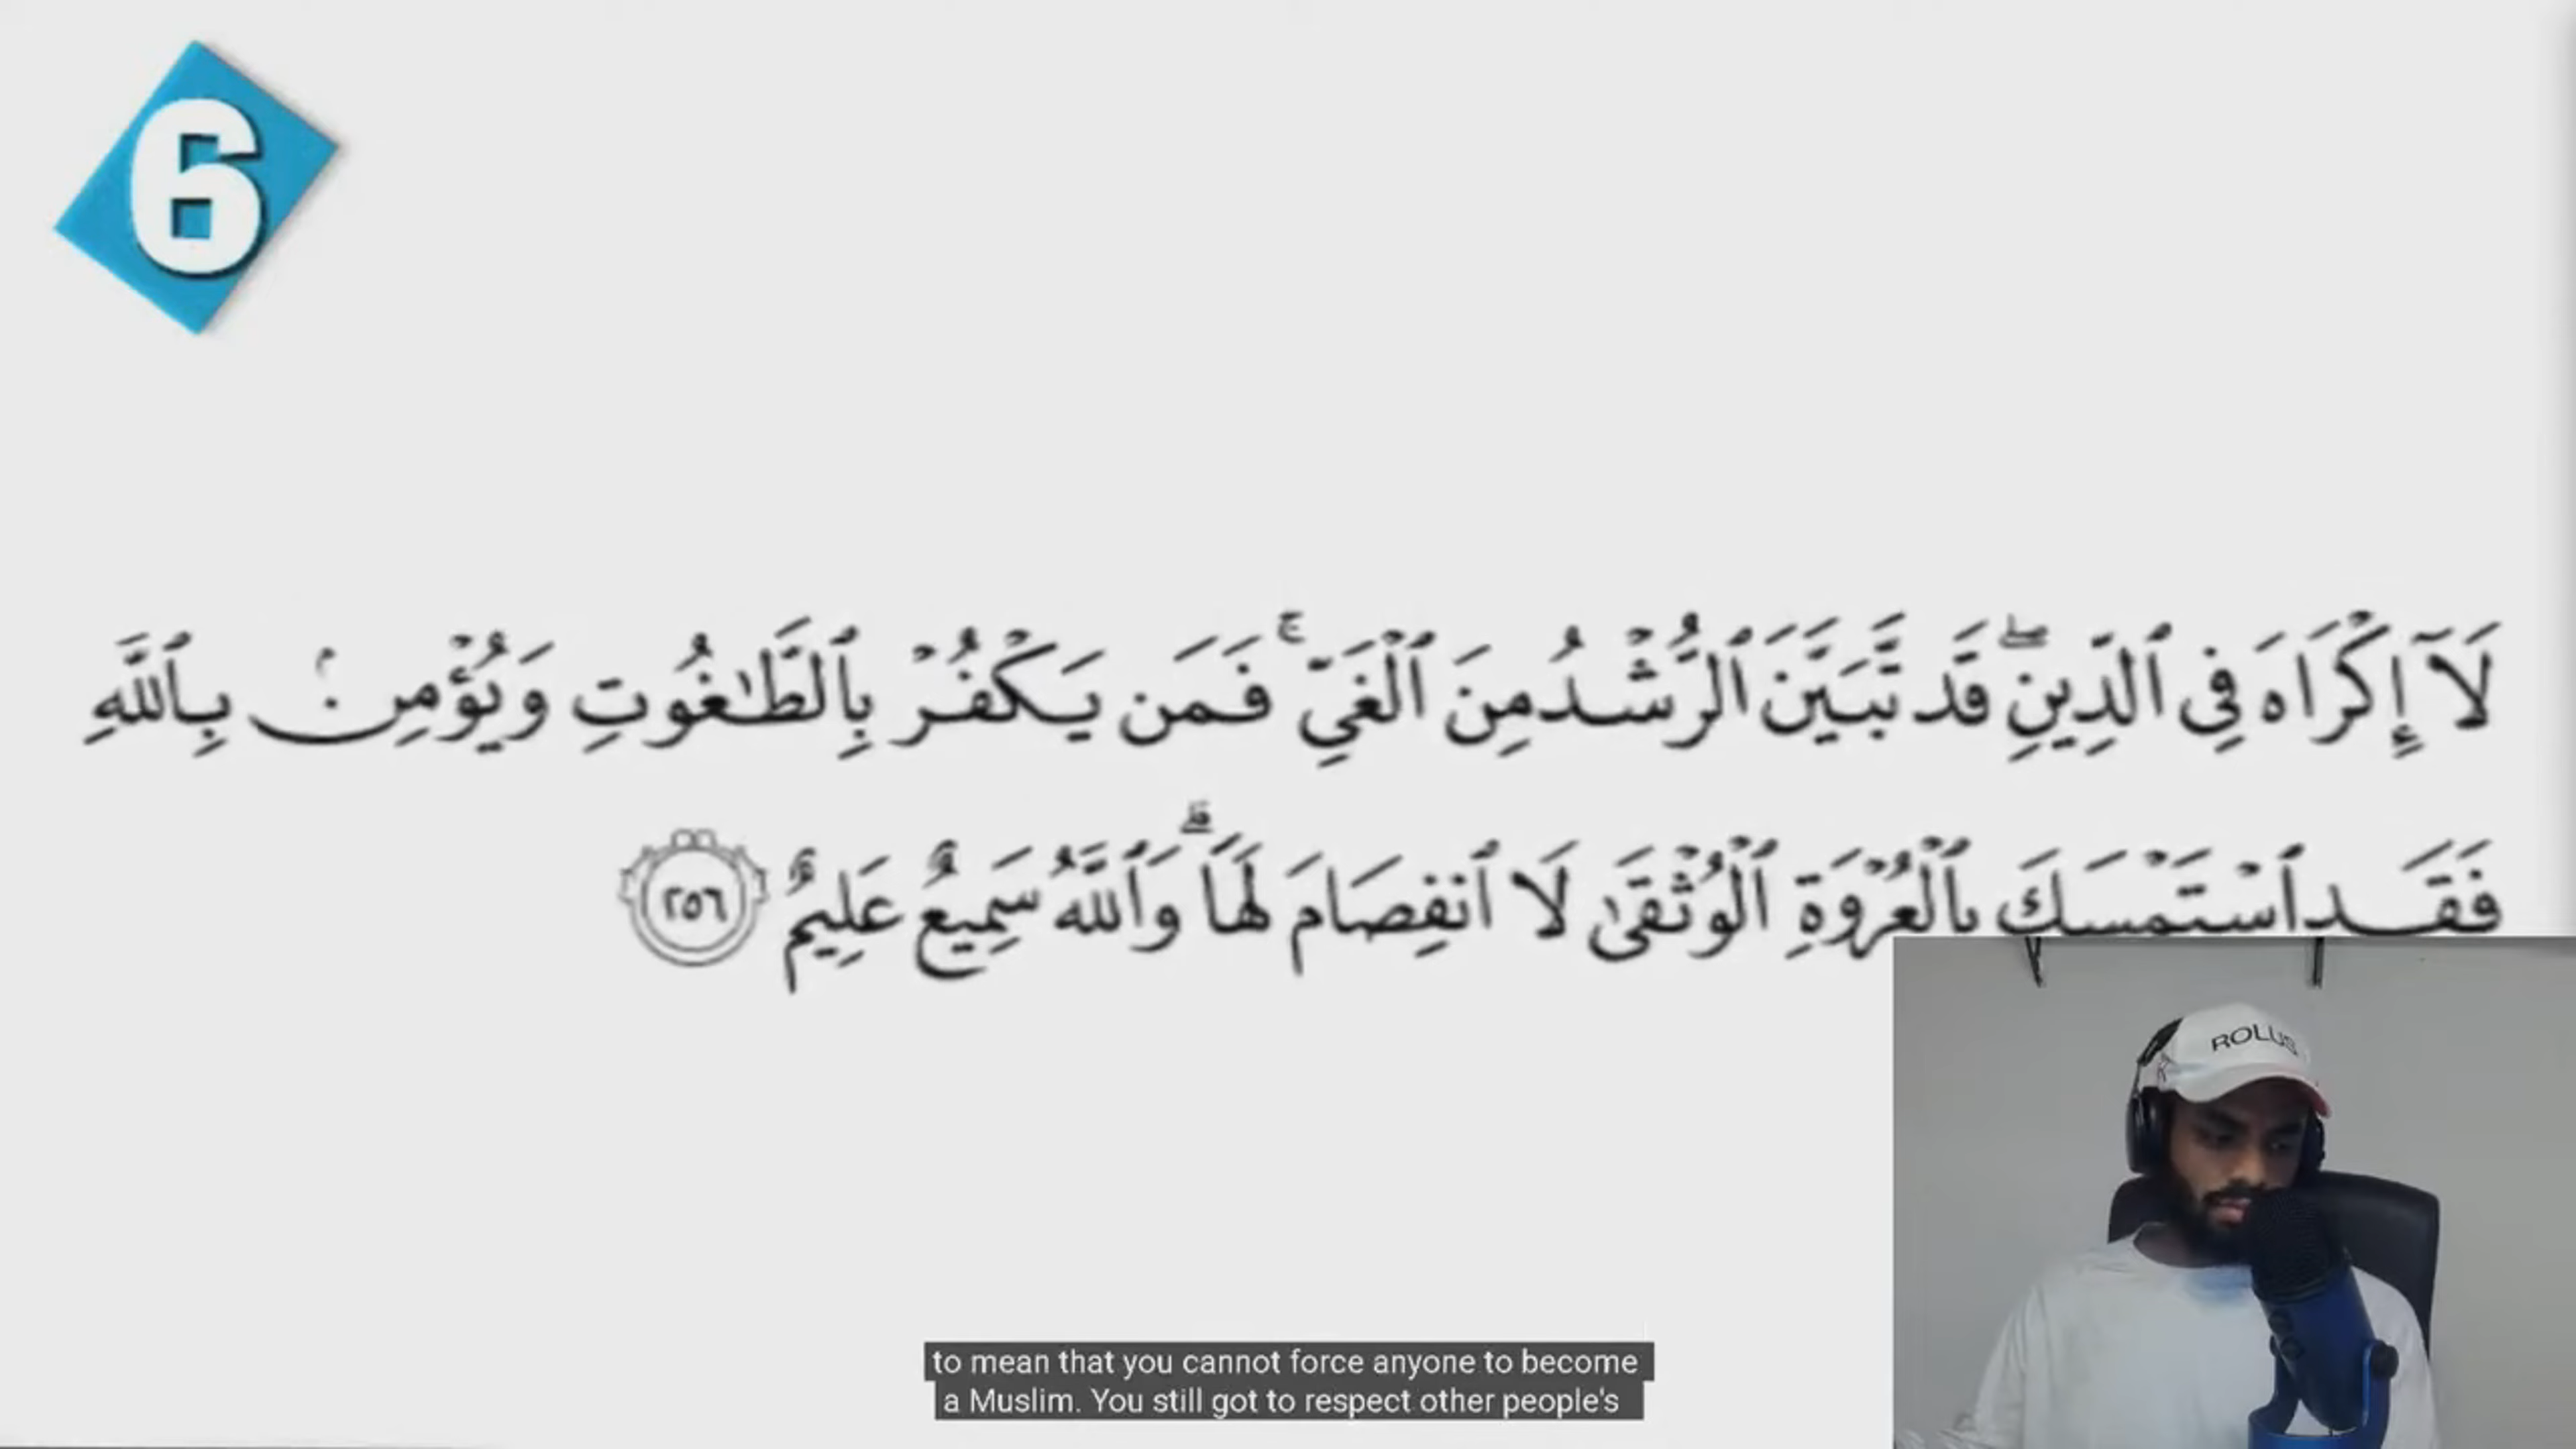 6
لَآ إِكْرَاهَ فِى ٱلدِّينِ ۖ قَد تَّبَيَّنَ ٱلرُّشْدُ مِنَ ٱلْغَىِّ ۚ فَمَن يَكْفُرْ بِٱلطَّـٰغُوتِ وَيُؤْمِنۢ بِٱللَّهِ
فَقَدِ ٱسْتَمْسَكَ بِٱلْعُرْوَةِ ٱلْوُثْقَىٰ لَا ٱنفِصَامَ لَهَا ۗ وَٱللَّهُ سَمِيعٌ عَلِيمٌ ٢٥٦
ROLUS
to mean that you cannot force anyone to become
a Muslim. You still got to respect other people's